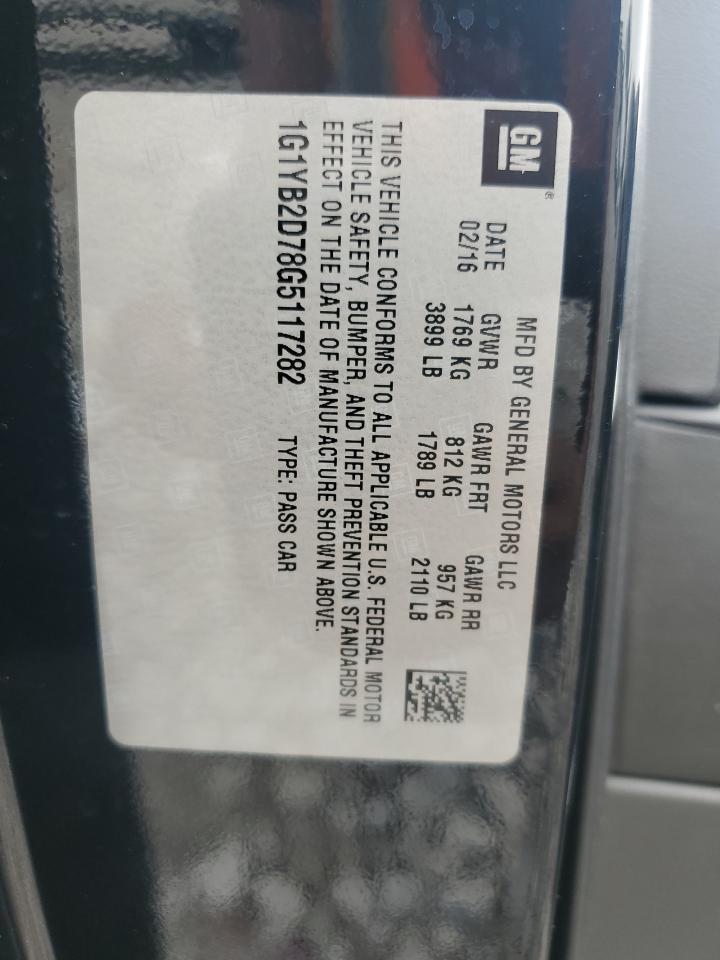 GM ®
MFD BY GENERAL MOTORS LLC
DATE GVWR GAWR FRT GAWR RR
02/16 1769 KG 812 KG 957 KG
3899 LB 1789 LB 2110 LB
THIS VEHICLE CONFORMS TO ALL APPLICABLE U.S. FEDERAL MOTOR
VEHICLE SAFETY, BUMPER, AND THEFT PREVENTION STANDARDS IN
EFFECT ON THE DATE OF MANUFACTURE SHOWN ABOVE.
1G1YB2D78G5117282 TYPE: PASS CAR